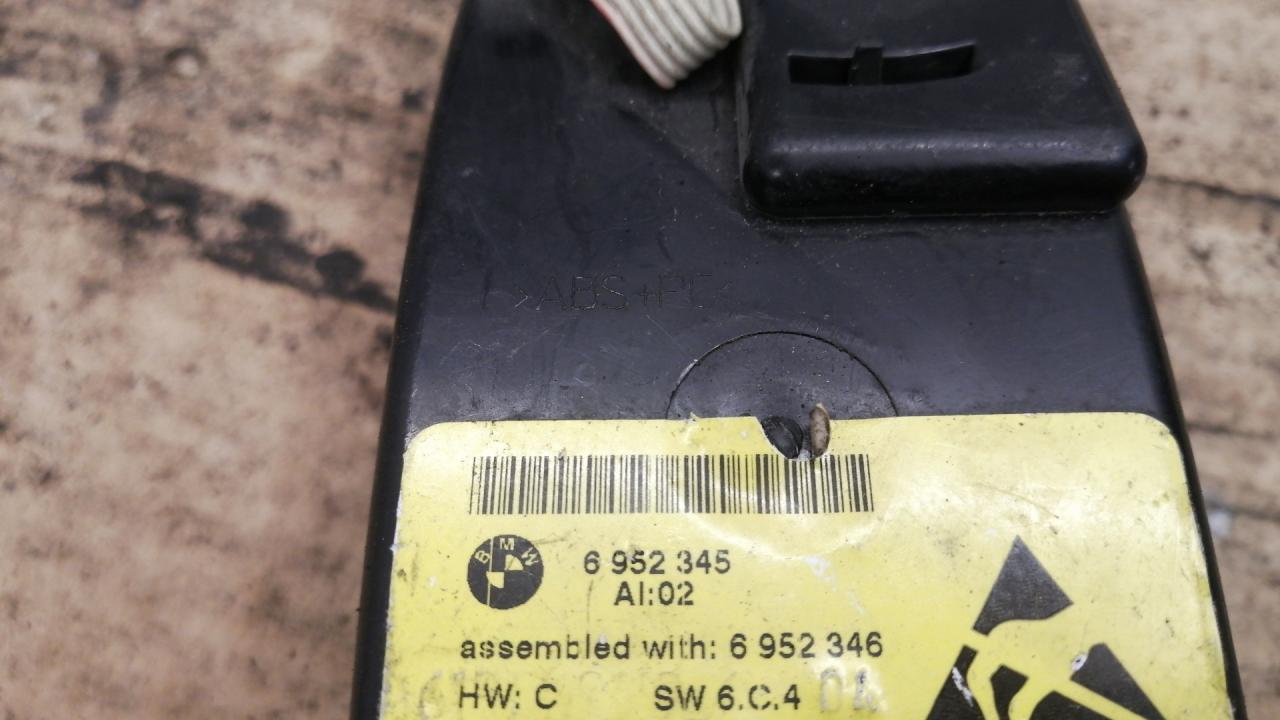 >ABS+PC<
BMW
6 952 345
AI:02
assembled with: 6 952 346
HW: C SW 6.C.4